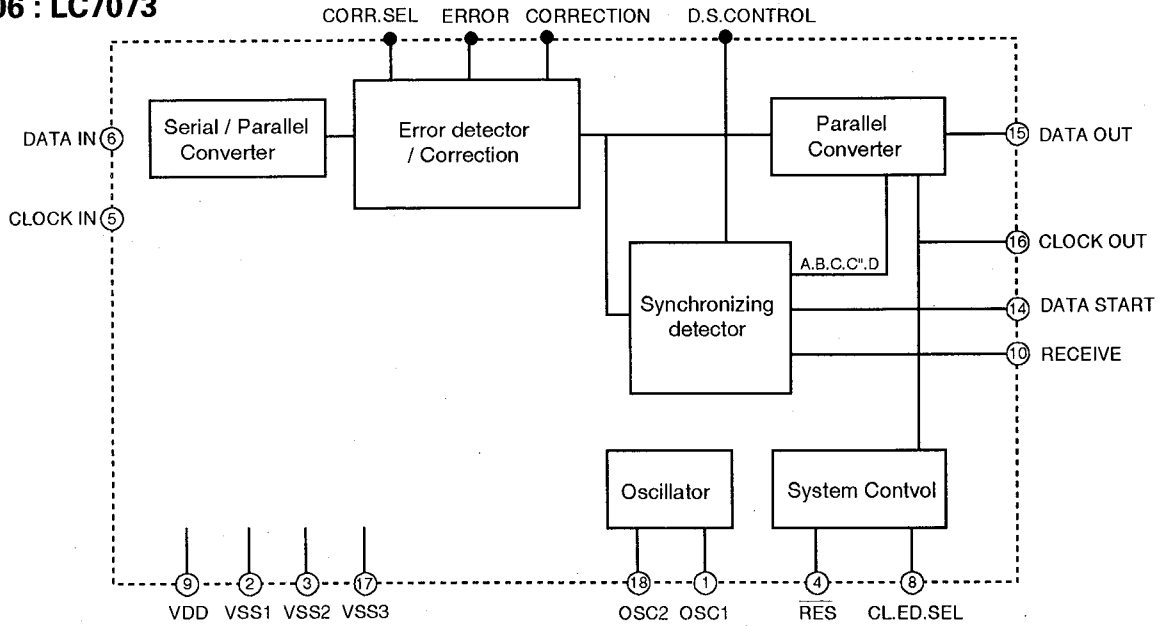 06 : LC7073
CORR.SEL ERROR CORRECTION D.S.CONTROL
Serial / Parallel
Converter
Error detector
/ Correction
Parallel
Converter
DATA IN 6
15 DATA OUT
CLOCK IN 5
16 CLOCK OUT
A.B.C.C".D
Synchronizing
detector
14 DATA START
10 RECEIVE
Oscillator
System Contvol
9 2 3 17 18 1 4 8
VDD VSS1 VSS2 VSS3 OSC2 OSC1 RES CL.ED.SEL